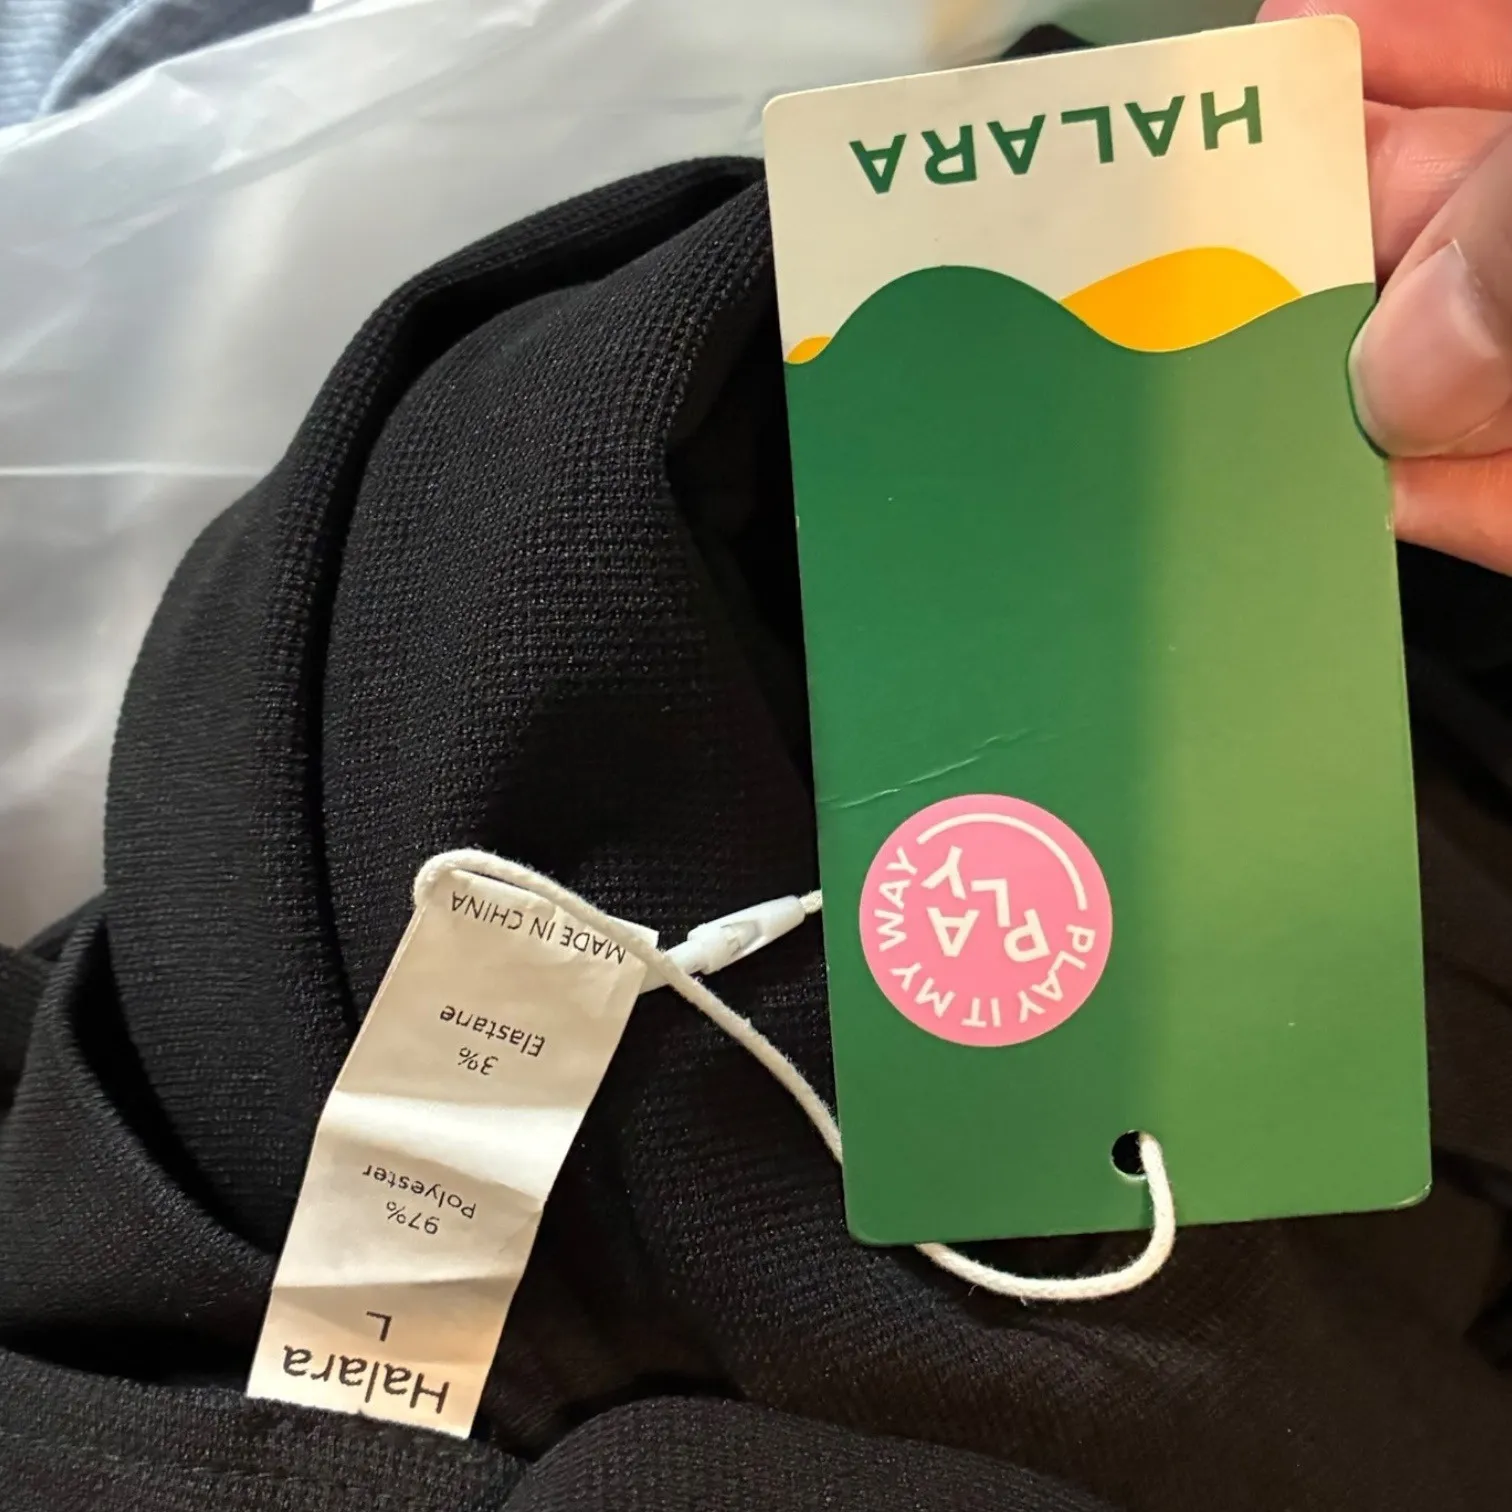 HALARA
PLAY
PLAY IT MY WAY
Halara
L
97%
Polyester
3%
Elastane
MADE IN CHINA